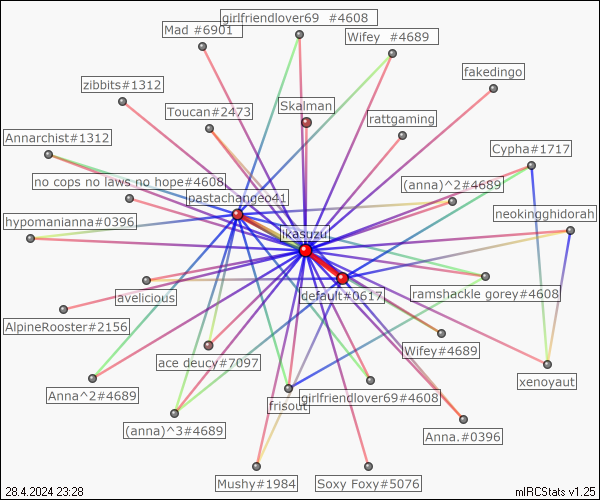 girlfriendlover69 #4608
Mad #6901
Wifey #4689
fakedingo
zibbits#1312
Skalman
Toucan#2473
rattgaming
Annarchist#1312
Cypha#1717
no cops no laws no hope#4608
(anna)^2#4689
pastachangeo41
neokingghidorah
hypomanianna#0396
ikasuzu
avelicious
default#0617
ramshackle gorey#4608
AlpineRooster#2156
Wifey#4689
ace deucy#7097
xenoyaut
Anna^2#4689
girlfriendlover69#4608
frisout
(anna)^3#4689
Anna.#0396
Mushy#1984
Soxy Foxy#5076
28.4.2024 23:28
mIRCStats v1.25